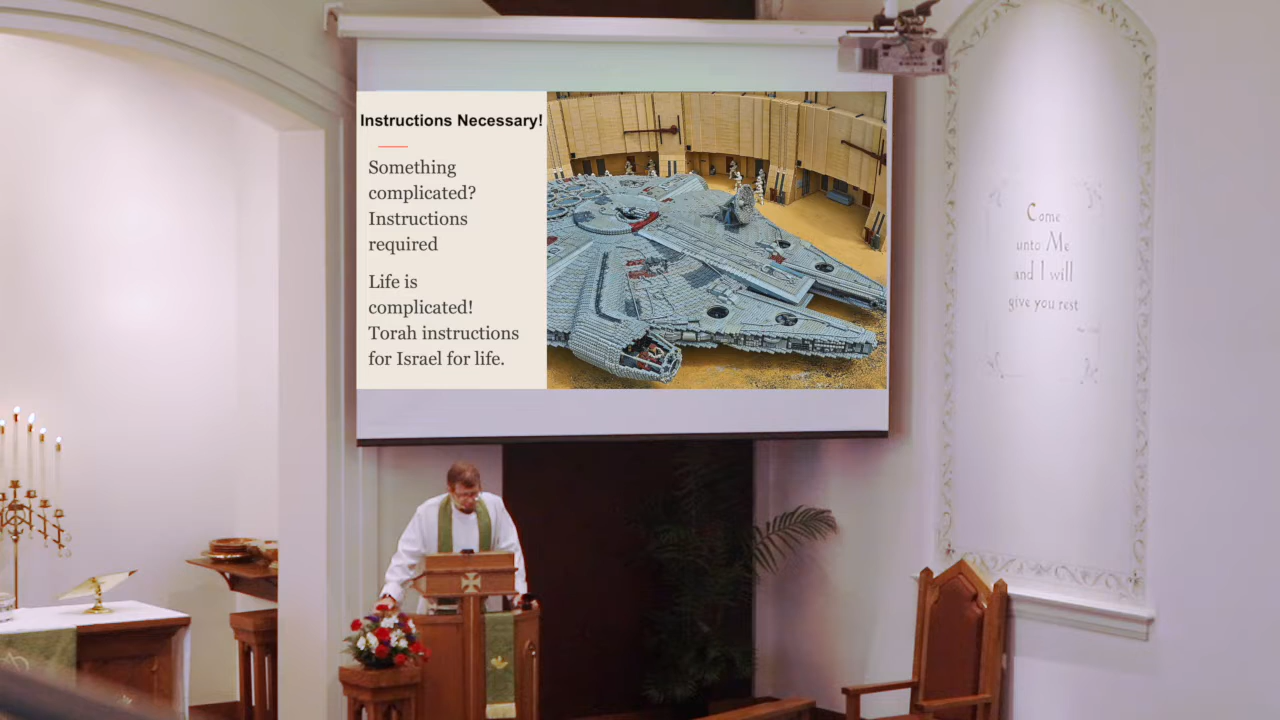 Instructions Necessary!
Something
complicated?
Instructions
required
Life is
complicated!
Torah instructions
for Israel for life.
Come
unto Me
and I will
give you rest